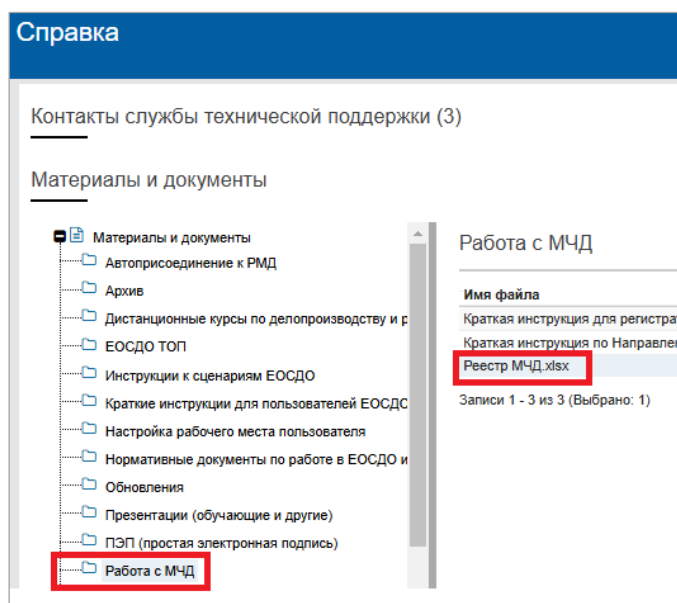 Справка
Контакты службы технической поддержки (3)
Материалы и документы
Материалы и документы
Автоприсоединение к РМД
Архив
Дистанционные курсы по делопроизводству и р
ЕОСДО ТОП
Инструкции к сценариям ЕОСДО
Краткие инструкции для пользователей ЕОСДО
Настройка рабочего места пользователя
Нормативные документы по работе в ЕОСДО и
Обновления
Презентации (обучающие и другие)
ПЭП (простая электронная подпись)
Работа с МЧД
Работа с МЧД
Имя файла
Краткая инструкция для регистра
Краткая инструкция по Направле
Реестр МЧД.xlsx
Записи 1 - 3 из 3 (Выбрано: 1)